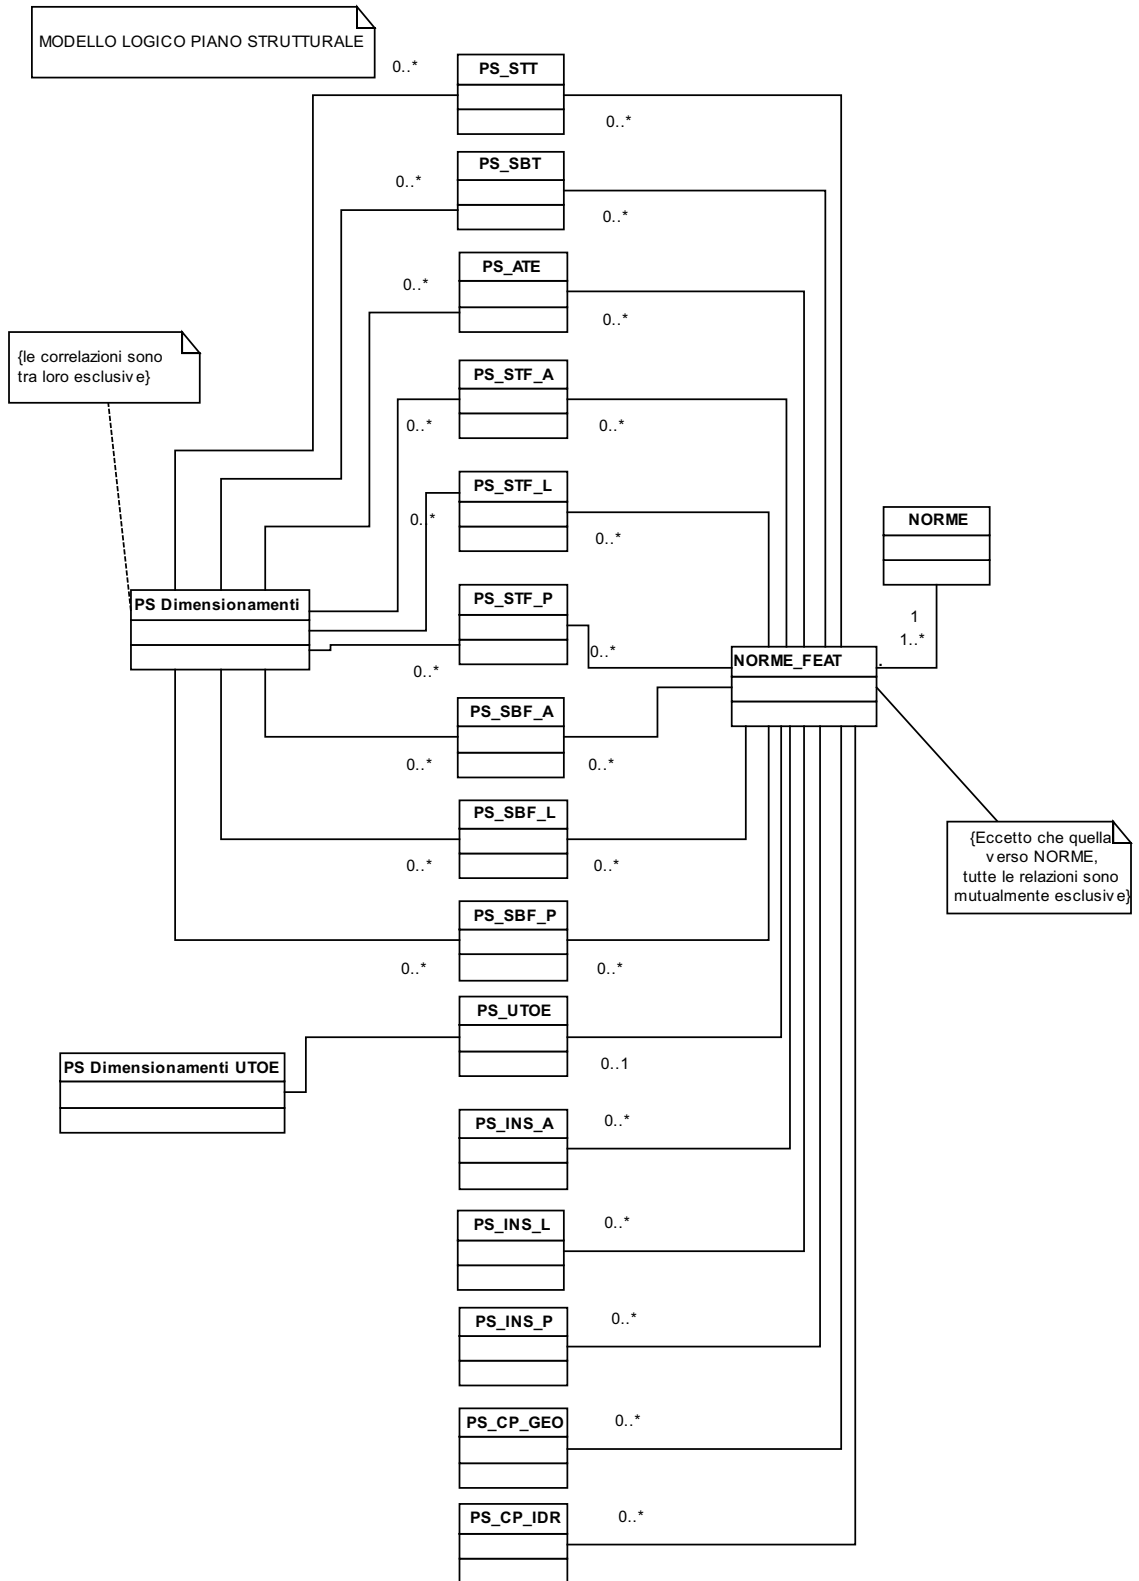 MODELLO LOGICO PIANO STRUTTURALE
0..*
PS_STT
0..*
PS_SBT
0..*
0..*
PS_ATE
0..*
0..*
{le correlazioni sono
tra loro esclusive}
PS_STF_A
0..*
0..*
PS_STF_L
0..*
0..*
NORME
PS Dimensionamenti
PS_STF_P
0..*
0..*
1
1..*
NORME_FEAT
.
PS_SBF_A
0..*
0..*
PS_SBF_L
0..*
0..*
{Eccetto che quella
verso NORME,
tutte le relazioni sono
mutualmente esclusive}
PS_SBF_P
0..*
0..*
PS_UTOE
0..1
PS Dimensionamenti UTOE
PS_INS_A
0..*
PS_INS_L
0..*
PS_INS_P
0..*
PS_CP_GEO
0..*
PS_CP_IDR
0..*